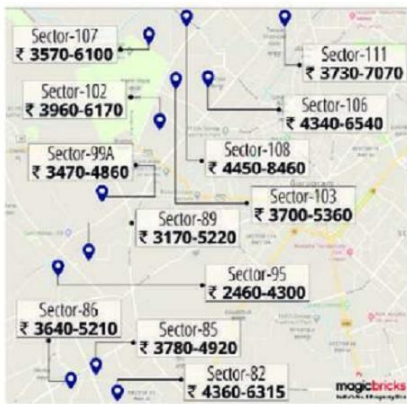 Sector-107
₹ 3570-6100
Sector-111
₹ 3730-7070
Sector-102
₹ 3960-6170
Sector-106
₹ 4340-6540
Sector-99A
₹ 3470-4860
Sector-108
₹ 4450-8460
Sector-103
₹ 3700-5360
Sector-89
₹ 3170-5220
Sector-95
₹ 2460-4300
Sector-86
₹ 3640-5210
Sector-85
₹ 3780-4920
Sector-82
₹ 4360-6315
magicbricks